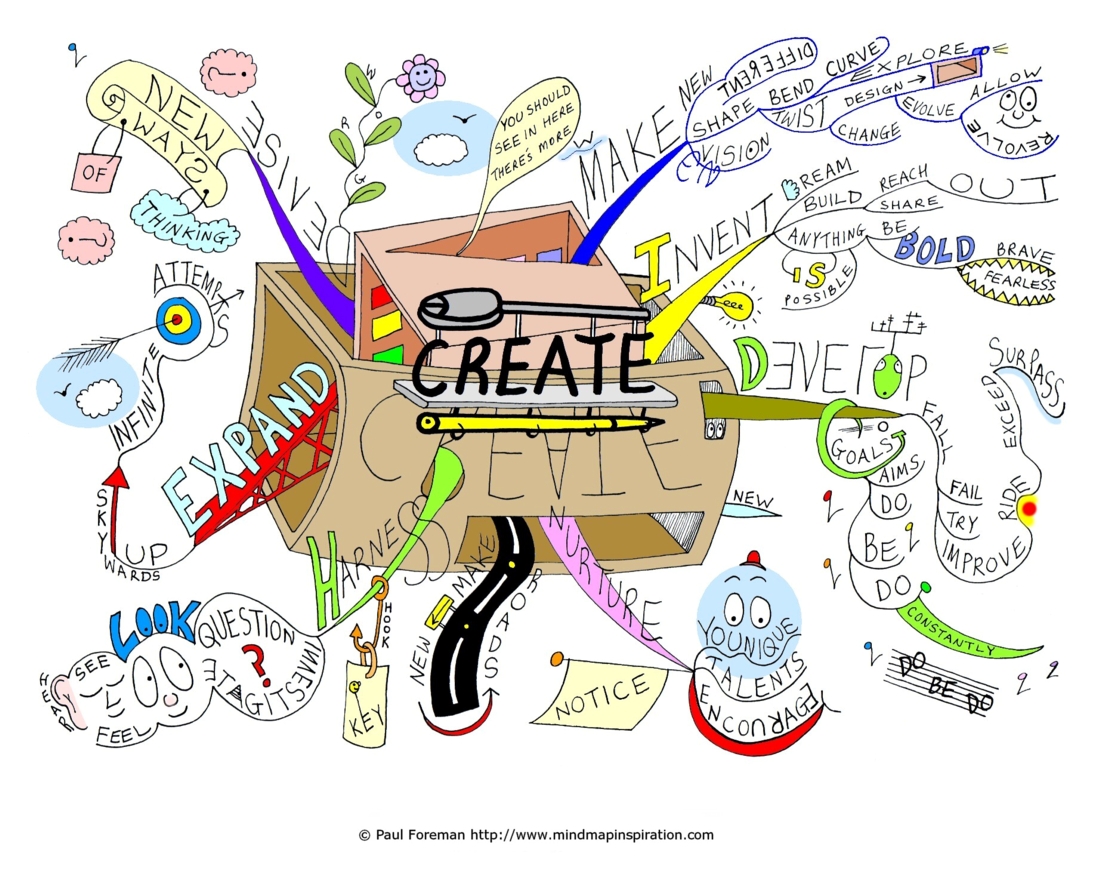 NEW
WAYS
OF
THINKING
DEVISE
GROW
YOU SHOULD
SEE IN HERE
THERE'S MORE
MAKE
NEW
SHAPE
DIFFERENT
BEND
CURVE
TWIST
EXPLORE
DESIGN
CHANGE
EVOLVE
ALLOW
REVOLVE
ENVISION
INVENT
DREAM
BUILD
REACH
OUT
SHARE
ANYTHING
IS
POSSIBLE
BE
BOLD
BRAVE
FEARLESS
CREATE
DEVELOP
GOALS
AIMS
DO
BE
DO
CONSTANTLY
DO
BE DO
FALL
FAIL
TRY
IMPROVE
RIDE
EXCEED
SURPASS
NEW
EXPAND
UP
WARDS
SKY
INFINITE
ATTEMPTS
HARNESS
HOOK
KEY
QUESTION
INVESTIGATE
LOOK
SEE
HEAR
FEEL
MAKE
NEW
ROADS
NURTURE
NOTICE
YOUNIQUE
TALENTS
ENCOURAGE
© Paul Foreman http://www.mindmapinspiration.com